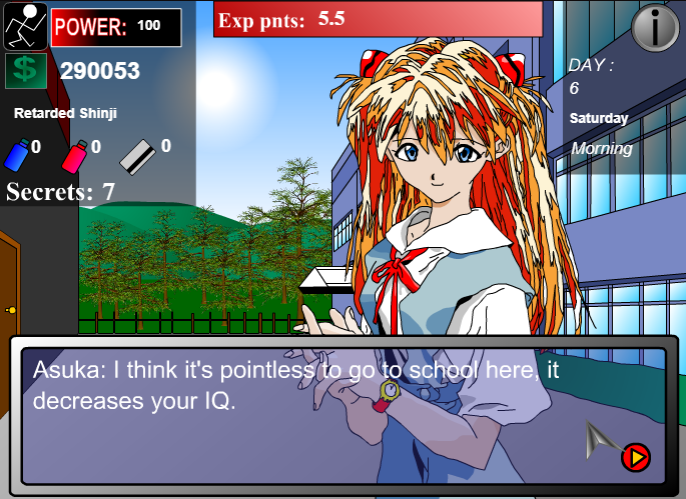 POWER: 100
Exp pnts: 5.5
i
$ 290053
DAY :
6
Retarded Shinji
Saturday
0 0 0
Morning
Secrets: 7
Asuka: I think it's pointless to go to school here, it
decreases your IQ.